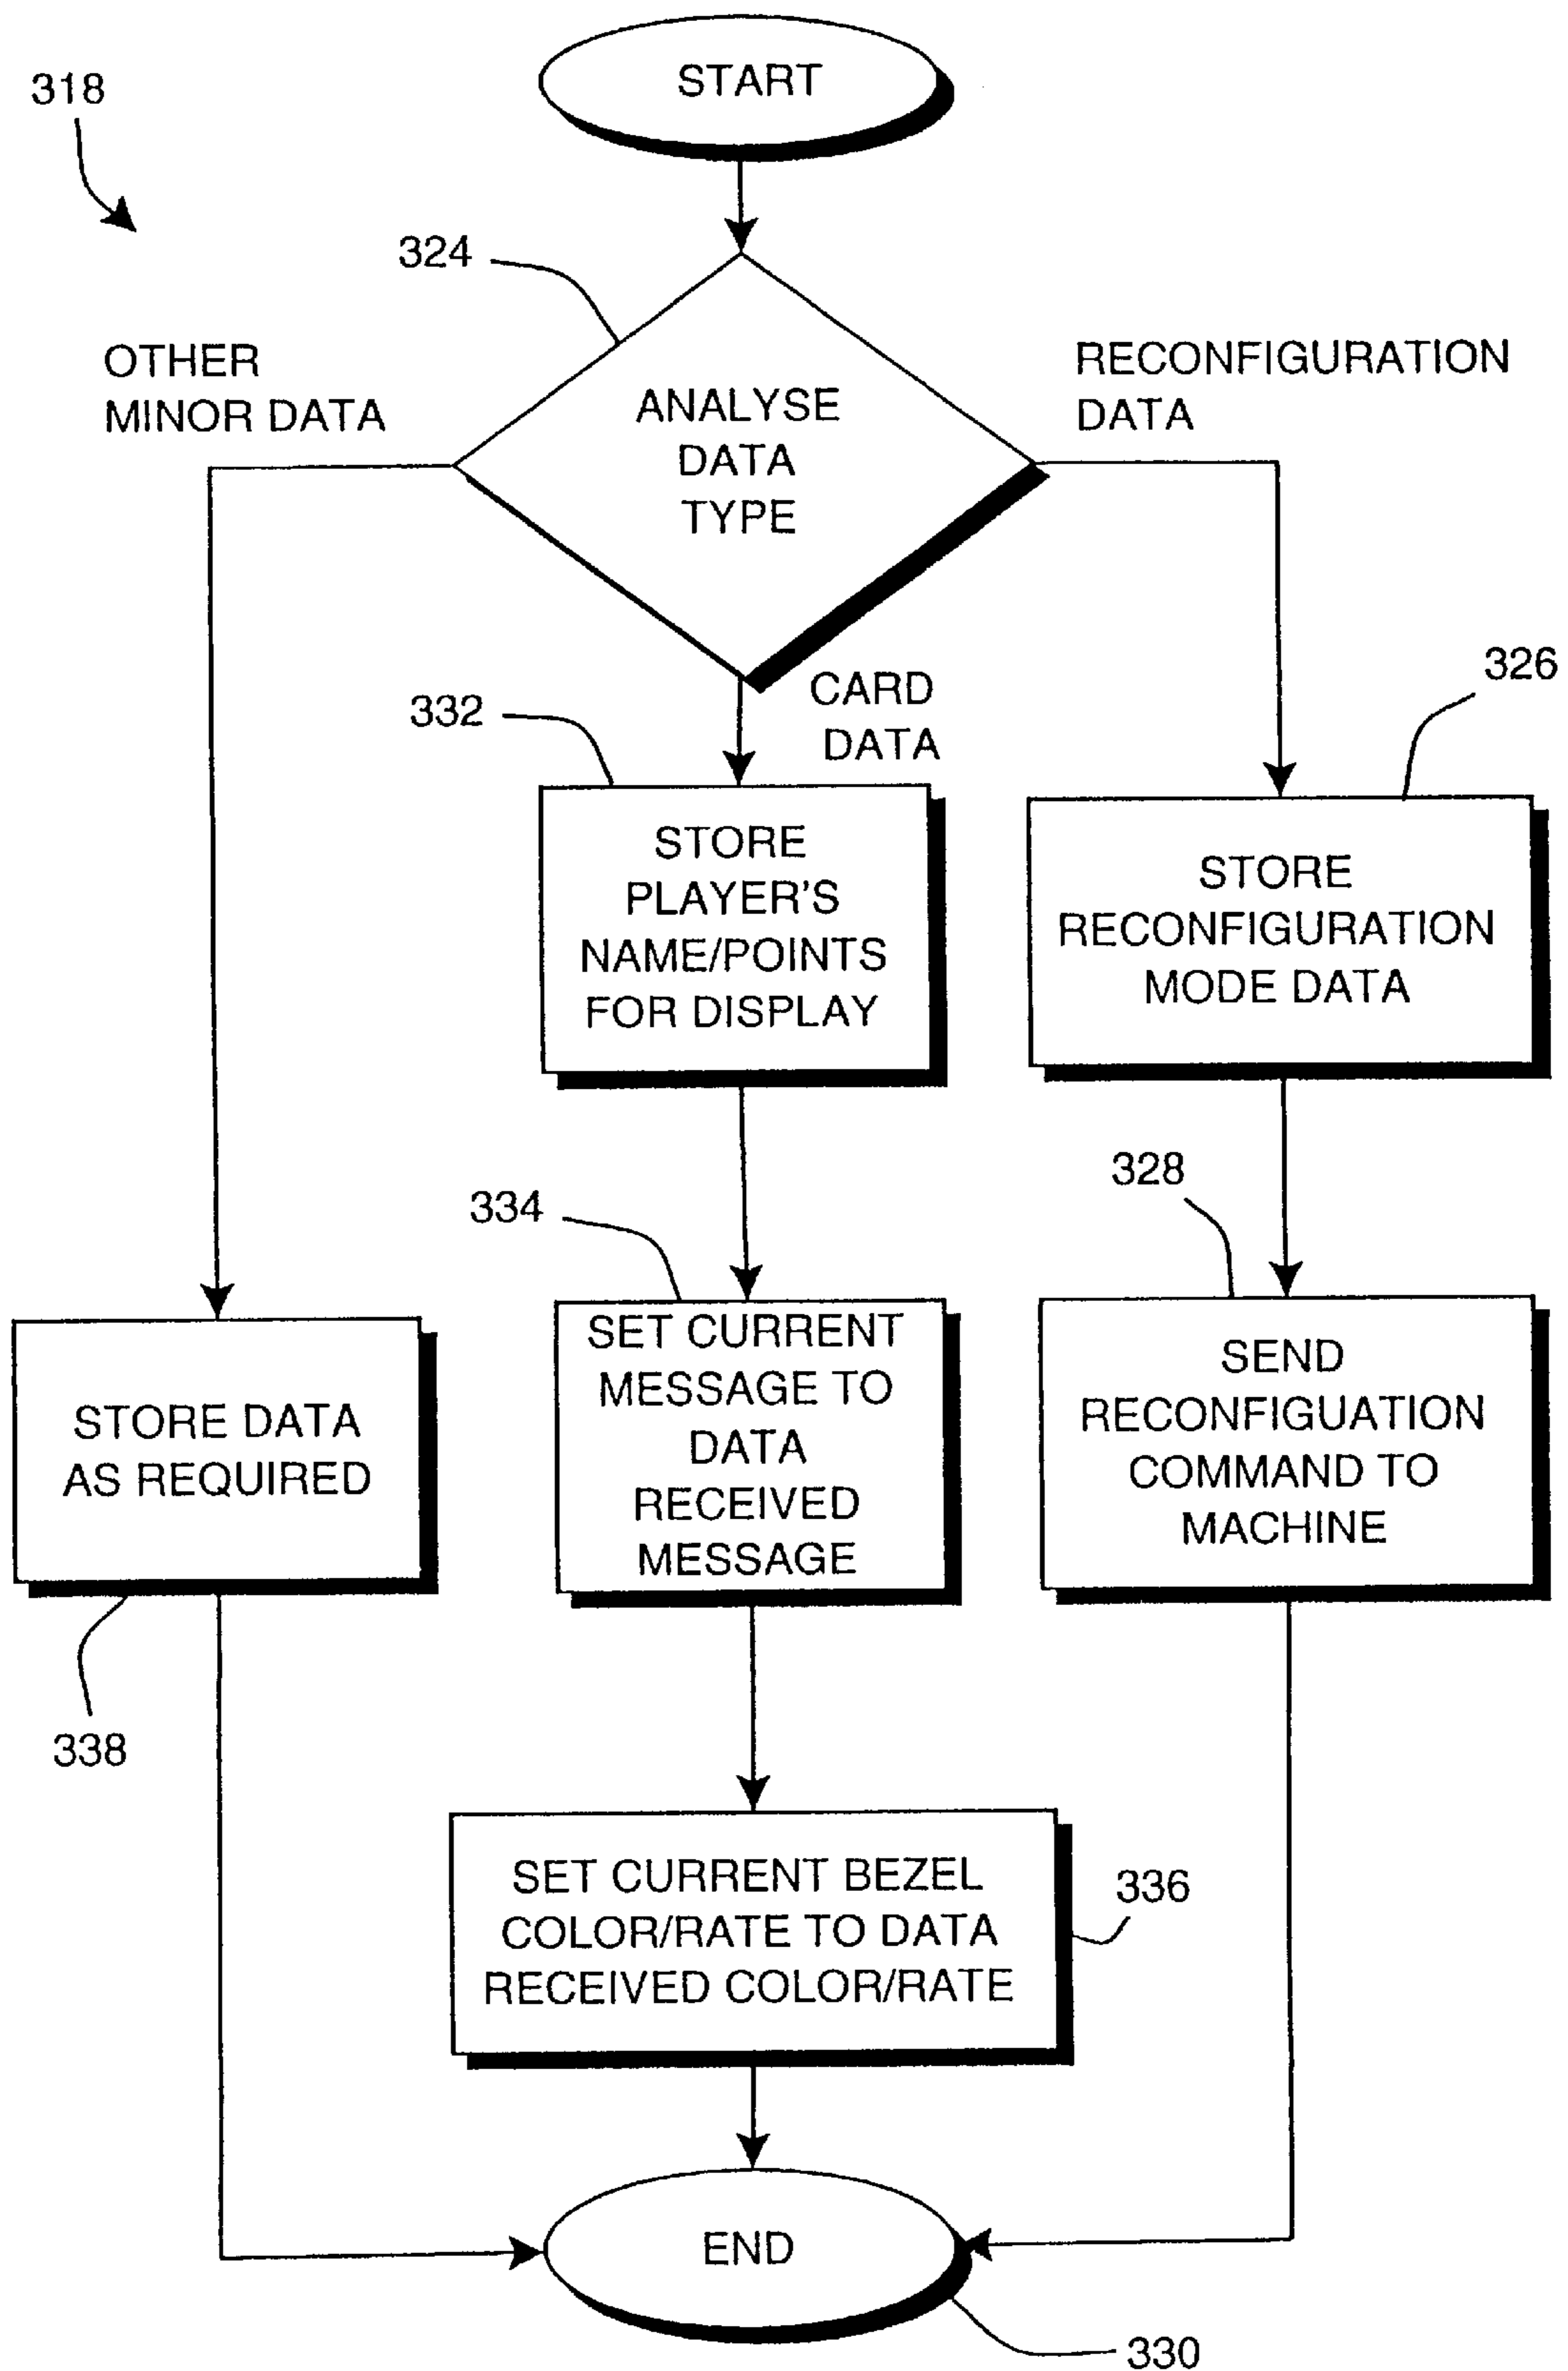 318
START
324
OTHER
MINOR DATA
RECONFIGURATION
DATA
ANALYSE
DATA
TYPE
326
332
CARD
DATA
STORE
PLAYER'S
NAME/POINTS
FOR DISPLAY
STORE
RECONFIGURATION
MODE DATA
334
328
STORE DATA
AS REQUIRED
SET CURRENT
MESSAGE TO
DATA
RECEIVED
MESSAGE
SEND
RECONFIGUATION
COMMAND TO
MACHINE
338
SET CURRENT BEZEL
COLOR/RATE TO DATA
RECEIVED COLOR/RATE
336
END
330